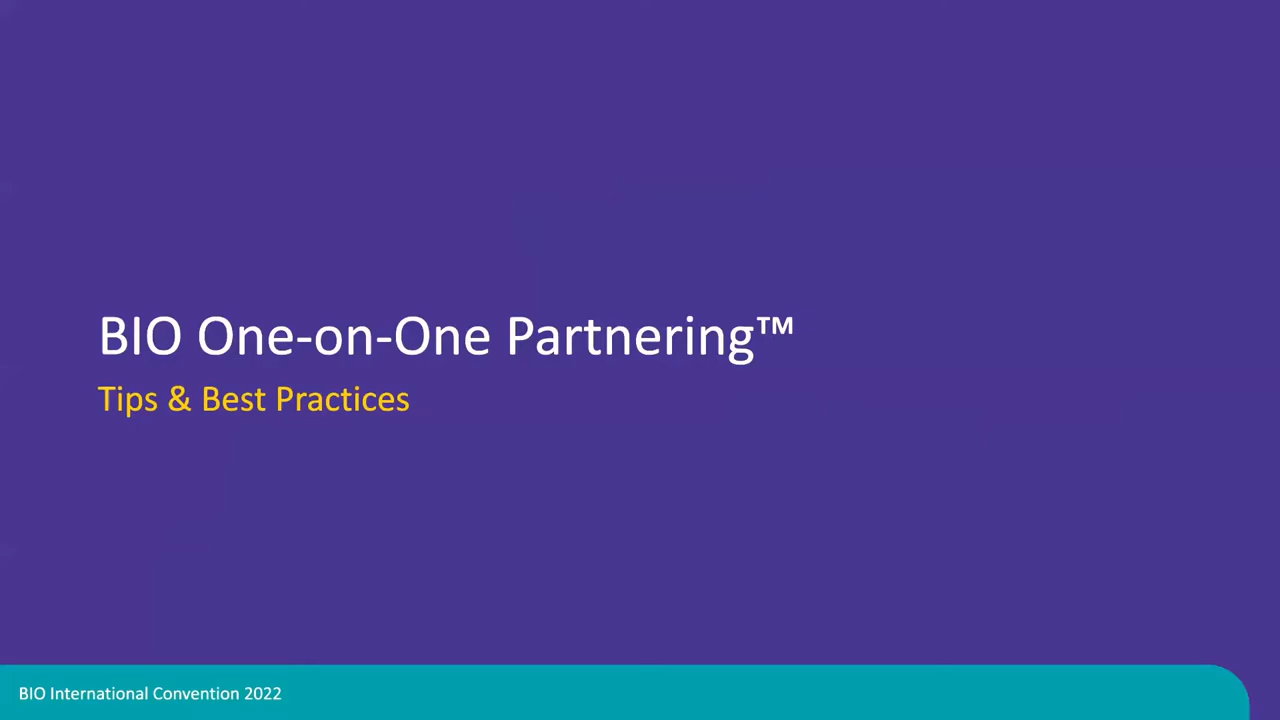 BIO One-on-One Partnering™
Tips & Best Practices
BIO International Convention 2022